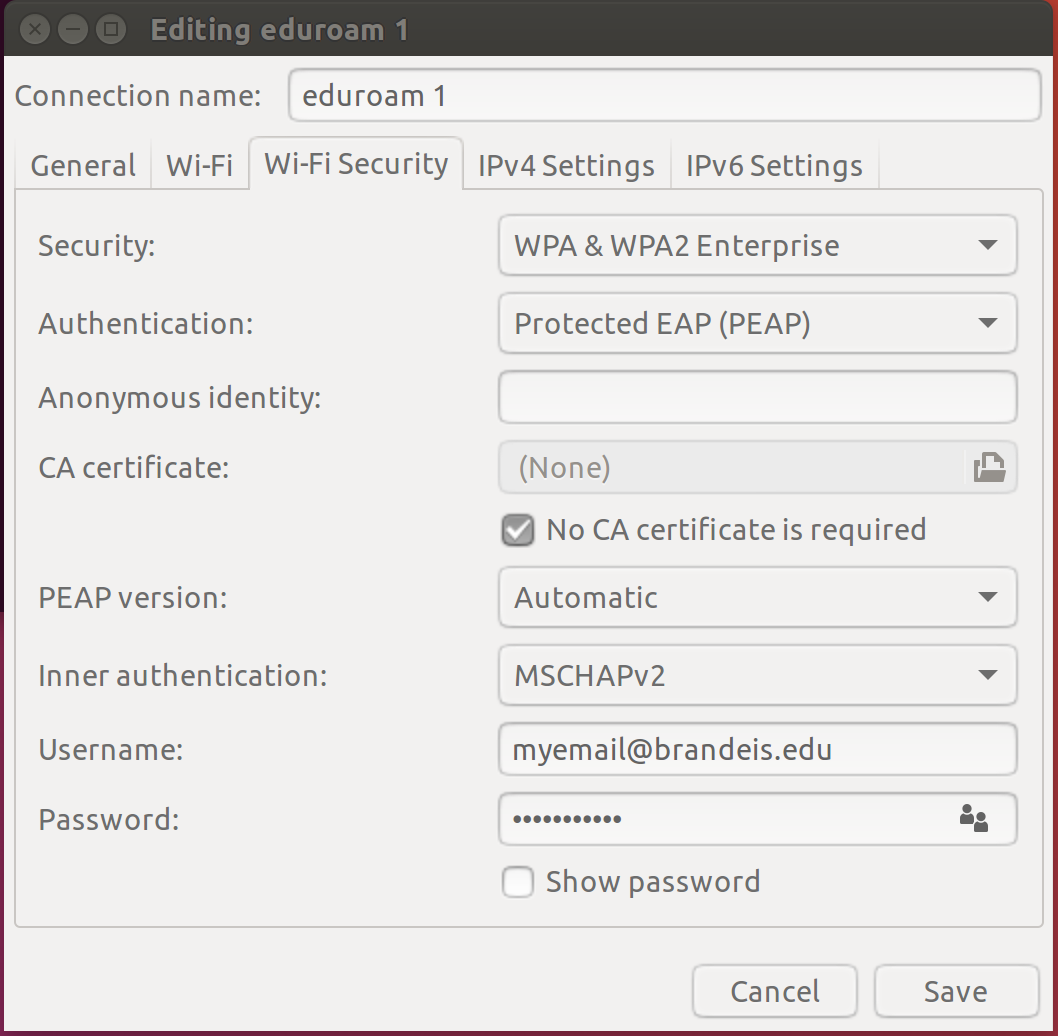 Editing eduroam 1
Connection name: eduroam 1
General Wi-Fi Wi-Fi Security IPv4 Settings IPv6 Settings
Security: WPA & WPA2 Enterprise
Authentication: Protected EAP (PEAP)
Anonymous identity:
CA certificate: (None)
No CA certificate is required
PEAP version: Automatic
Inner authentication: MSCHAPv2
Username: myemail@brandeis.edu
Password: •••••••••••
Show password
Cancel Save